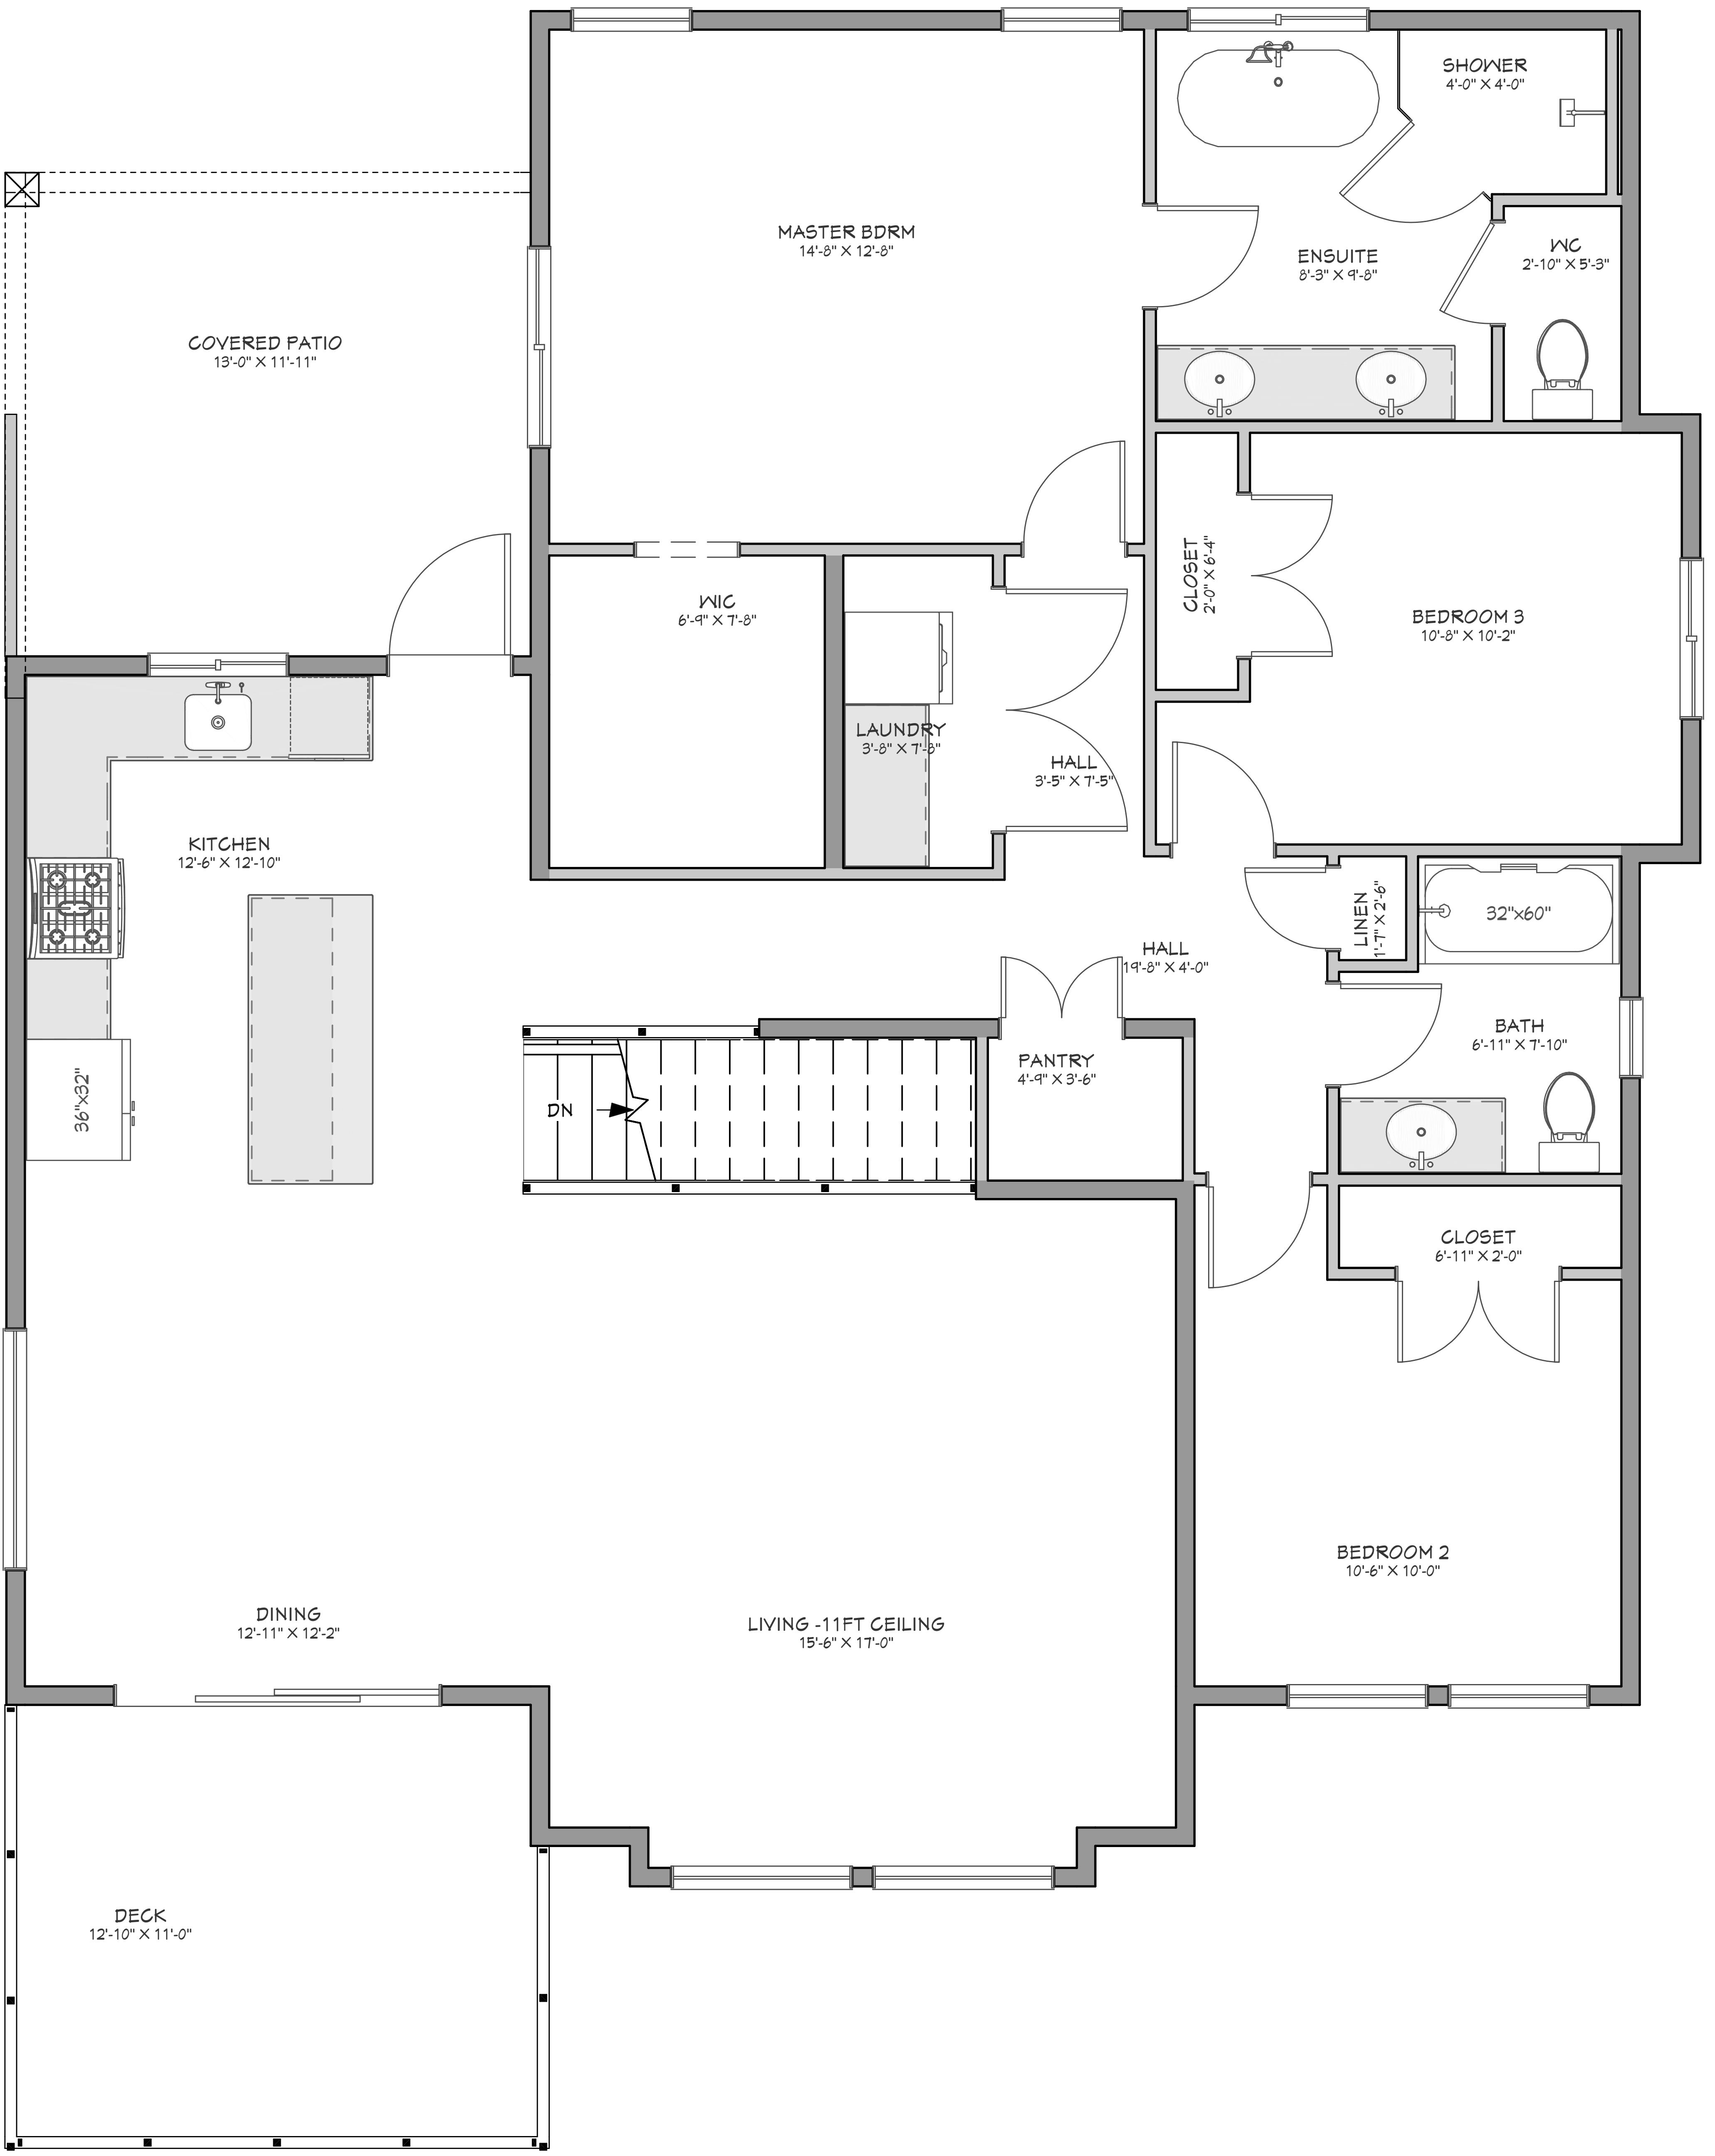 SHOWER
4'-0" X 4'-0"
MASTER BDRM
14'-8" X 12'-8"
ENSUITE
8'-3" X 9'-8"
WC
2'-10" X 5'-3"
COVERED PATIO
13'-0" X 11'-11"
CLOSET
2'-0" X 6'-4"
WIC
6'-9" X 7'-8"
BEDROOM 3
10'-8" X 10'-2"
LAUNDRY
3'-8" X 7'-8"
HALL
3'-5" X 7'-5"
KITCHEN
12'-6" X 12'-10"
LINEN
1'-7" X 2'-6"
32"x60"
HALL
19'-8" X 4'-0"
BATH
6'-11" X 7'-10"
PANTRY
4'-9" X 3'-6"
36"x32"
DN
CLOSET
6'-11" X 2'-0"
BEDROOM 2
10'-6" X 10'-0"
DINING
12'-11" X 12'-2"
LIVING -11FT CEILING
15'-6" X 17'-0"
DECK
12'-10" X 11'-0"